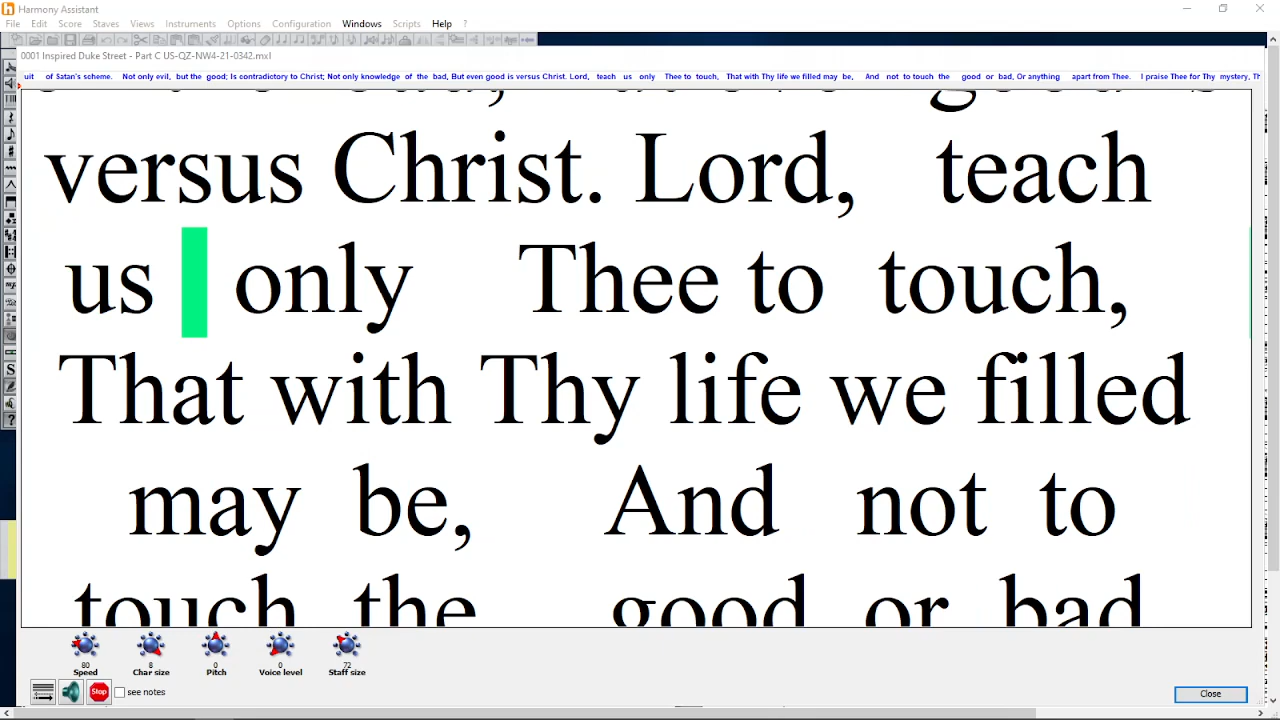 Harmony Assistant
File Edit Score Staves Views Instruments Options Configuration Windows Scripts Help ?
0001 Inspired Duke Street - Part C US-QZ-NW4-21-0342.mxl
uit of Satan's scheme. Not only evil, but the good; Is contradictory to Christ; Not only knowledge of the bad, But even good is versus Christ. Lord, teach us only Thee to touch, That with Thy life we filled may be, And not to touch the good or bad, Or anything apart from Thee. I praise Thee for Thy mystery, Th
versus Christ. Lord, teach
us only Thee to touch,
That with Thy life we filled
may be, And not to
touch the good or bad
80 8 0 0 72
Speed Char size Pitch Voice level Staff size
Stop see notes Close